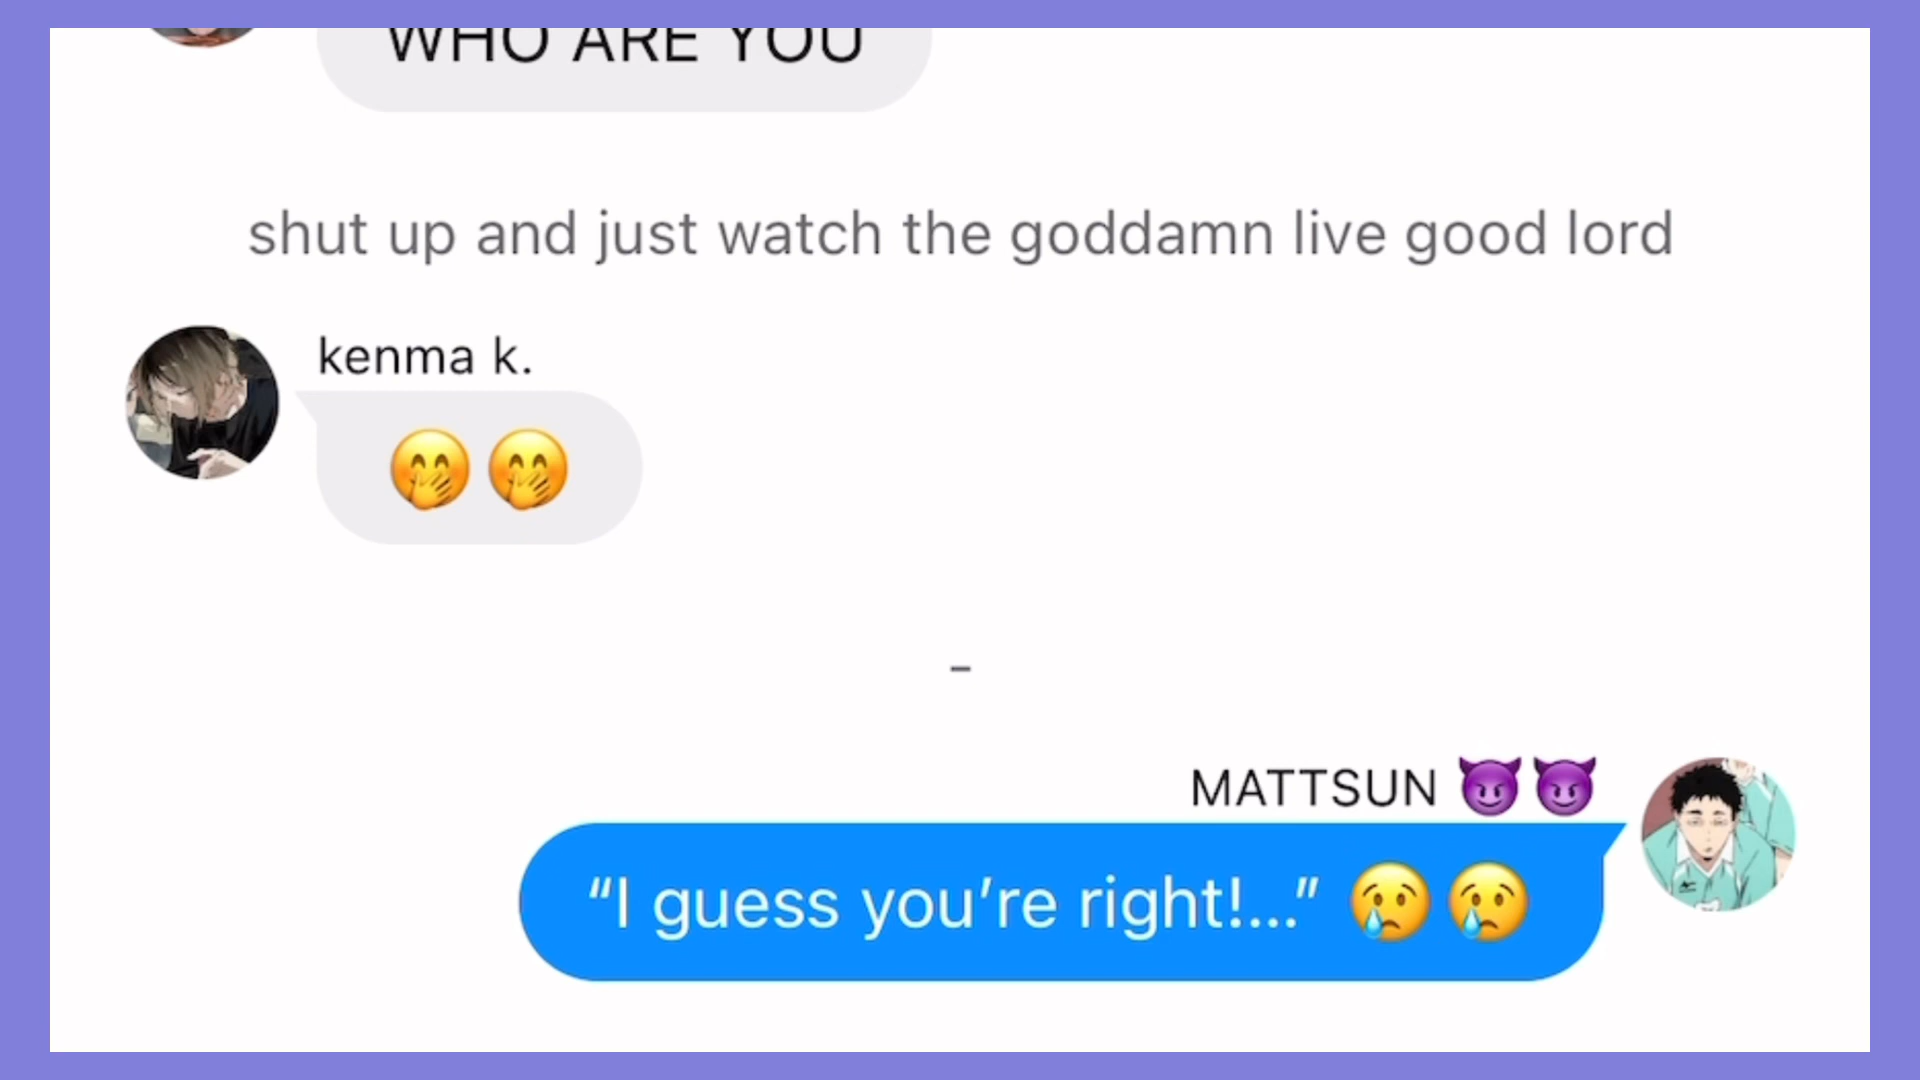 WHO ARE YOU
shut up and just watch the goddamn live good lord
kenma k.
🤭🤭
-
MATTSUN 😈😈
“I guess you’re right!...” 😢😢